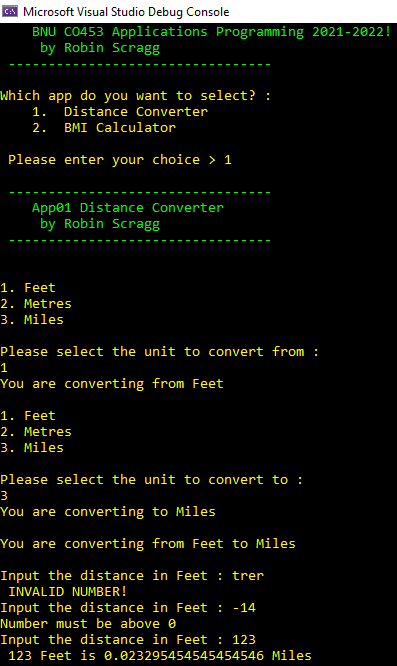 Microsoft Visual Studio Debug Console
BNU CO453 Applications Programming 2021-2022!
by Robin Scragg
---------------------------------
Which app do you want to select? :
1.  Distance Converter
2.  BMI Calculator
Please enter your choice > 1
---------------------------------
App01 Distance Converter
by Robin Scragg
---------------------------------
1. Feet
2. Metres
3. Miles
Please select the unit to convert from :
1
You are converting from Feet
1. Feet
2. Metres
3. Miles
Please select the unit to convert to :
3
You are converting to Miles
You are converting from Feet to Miles
Input the distance in Feet : trer
INVALID NUMBER!
Input the distance in Feet : -14
Number must be above 0
Input the distance in Feet : 123
123 Feet is 0.023295454545454546 Miles